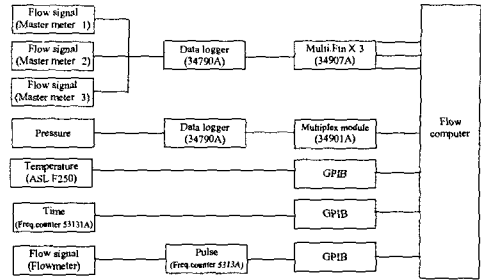 Flow signal
(Master meter 1)
Flow signal
(Master meter 2)
Flow signal
(Master meter 3)
Data logger
(34790A)
Multi.Ftn X 3
(34907A)
Flow
computer
Pressure
Data logger
(34790A)
Multiplex module
(34901A)
Temperature
(ASL F250)
GPIB
Time
(Freq.counter 53131A)
GPIB
Flow signal
(Flowmeter)
Pulse
(Freq.counter 5313A)
GPIB